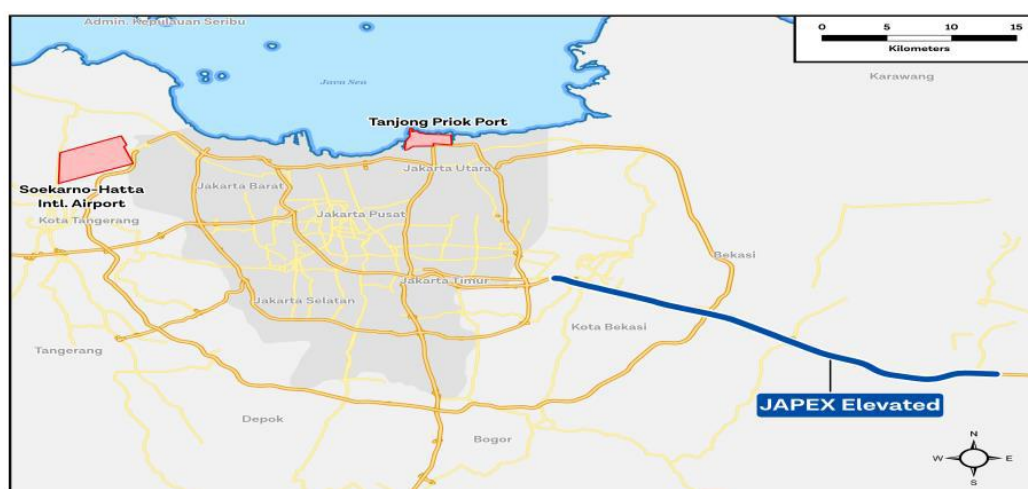 Admin. Kepulauan Seribu
0 5 10 15
Kilometers
Java Sea
Karawang
Tanjong Priok Port
Jakarta Utara
Soekarno-Hatta
Intl. Airport
Jakarta Barat
Jakarta Pusat
Kota Tangerang
Bekasi
Jakarta Timur
Jakarta Selatan
Kota Bekasi
Tangerang
JAPEX Elevated
Depok
Bogor
N
W E
S